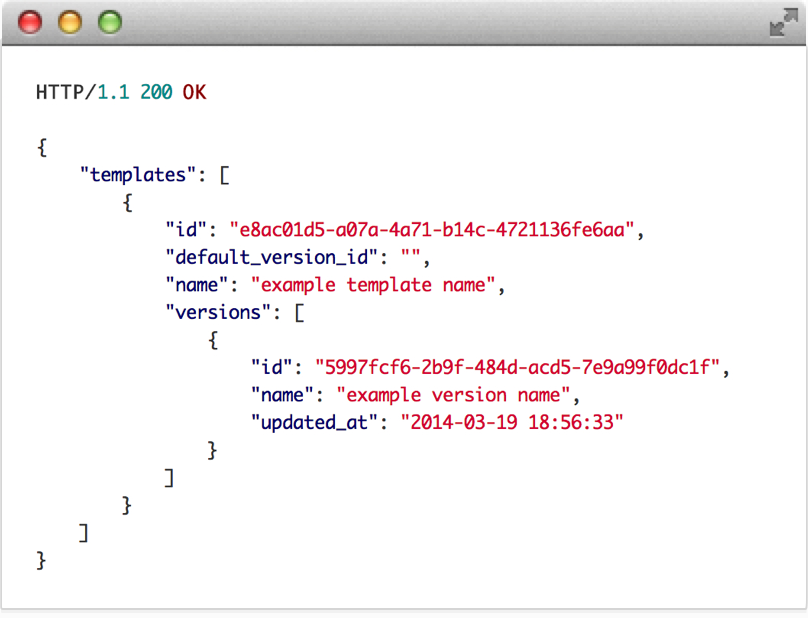 HTTP/1.1 200 OK
{
    "templates": [
        {
            "id": "e8ac01d5-a07a-4a71-b14c-4721136fe6aa",
            "default_version_id": "",
            "name": "example template name",
            "versions": [
                {
                    "id": "5997fcf6-2b9f-484d-acd5-7e9a99f0dc1f",
                    "name": "example version name",
                    "updated_at": "2014-03-19 18:56:33"
                }
            ]
        }
    ]
}